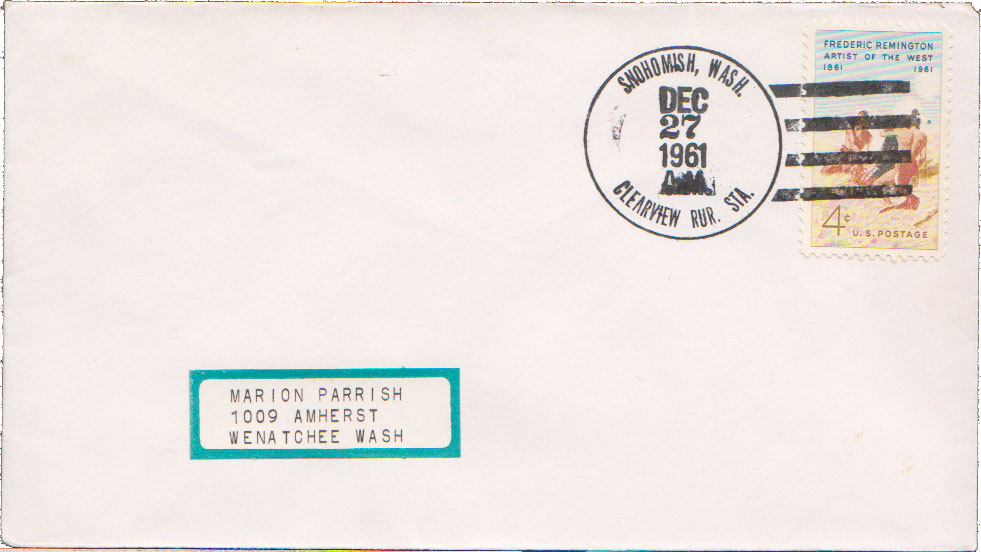 SNOHOMISH, WASH.
DEC
27
1961
A.M.
CLEARVIEW RUR. STA.
FREDERIC REMINGTON
ARTIST OF THE WEST
1861 1961
4¢
U.S. POSTAGE
MARION PARRISH
1009 AMHERST
WENATCHEE WASH